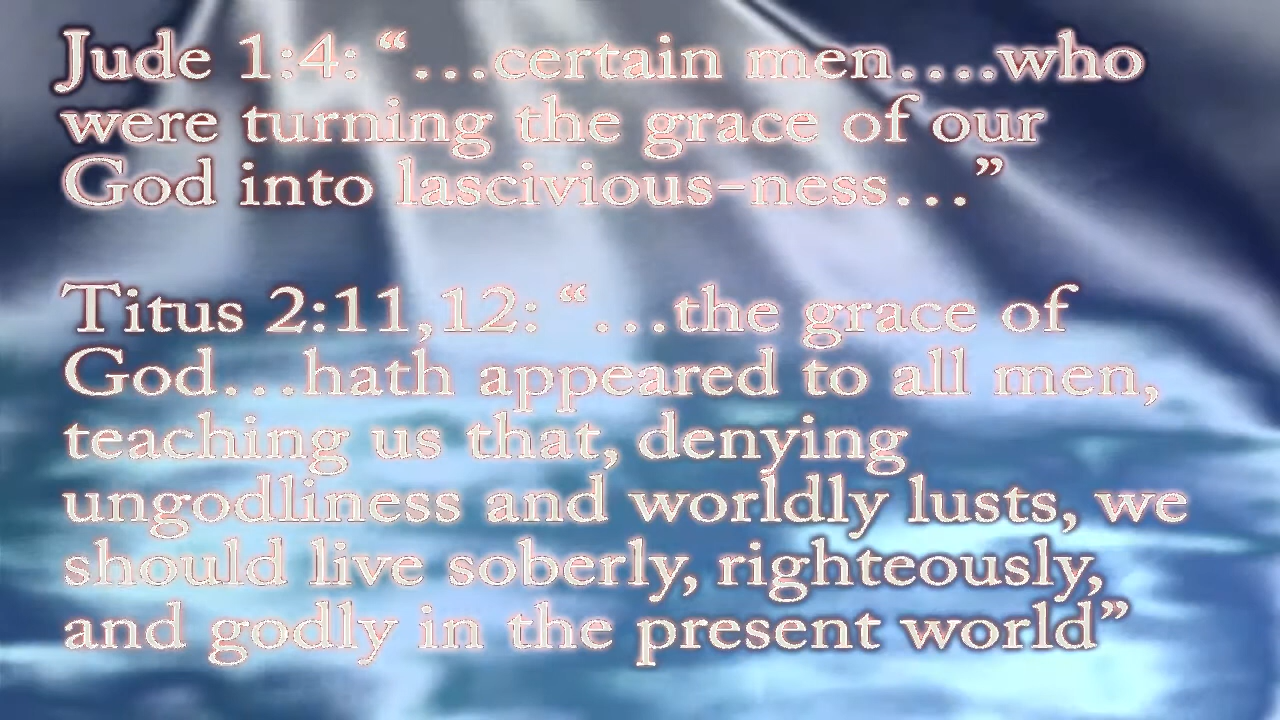 Jude 1:4: “…certain men….who
were turning the grace of our
God into lascivious-ness…”
Titus 2:11,12: “…the grace of
God…hath appeared to all men,
teaching us that, denying
ungodliness and worldly lusts, we
should live soberly, righteously,
and godly in the present world”